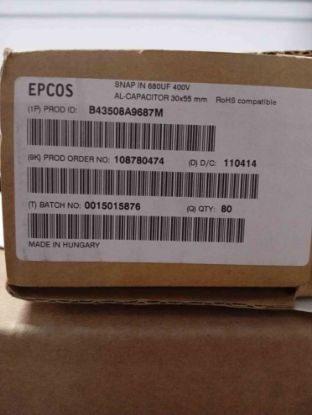 EPCOS
SNAP IN 680UF 400V
AL-CAPACITOR 30x55 mm RoHS compatible
(1P) PROD ID: B43508A9687M
(9K) PROD ORDER NO: 108780474 (D) D/C: 110414
(T) BATCH NO: 0015015876 (Q) QTY: 80
MADE IN HUNGARY